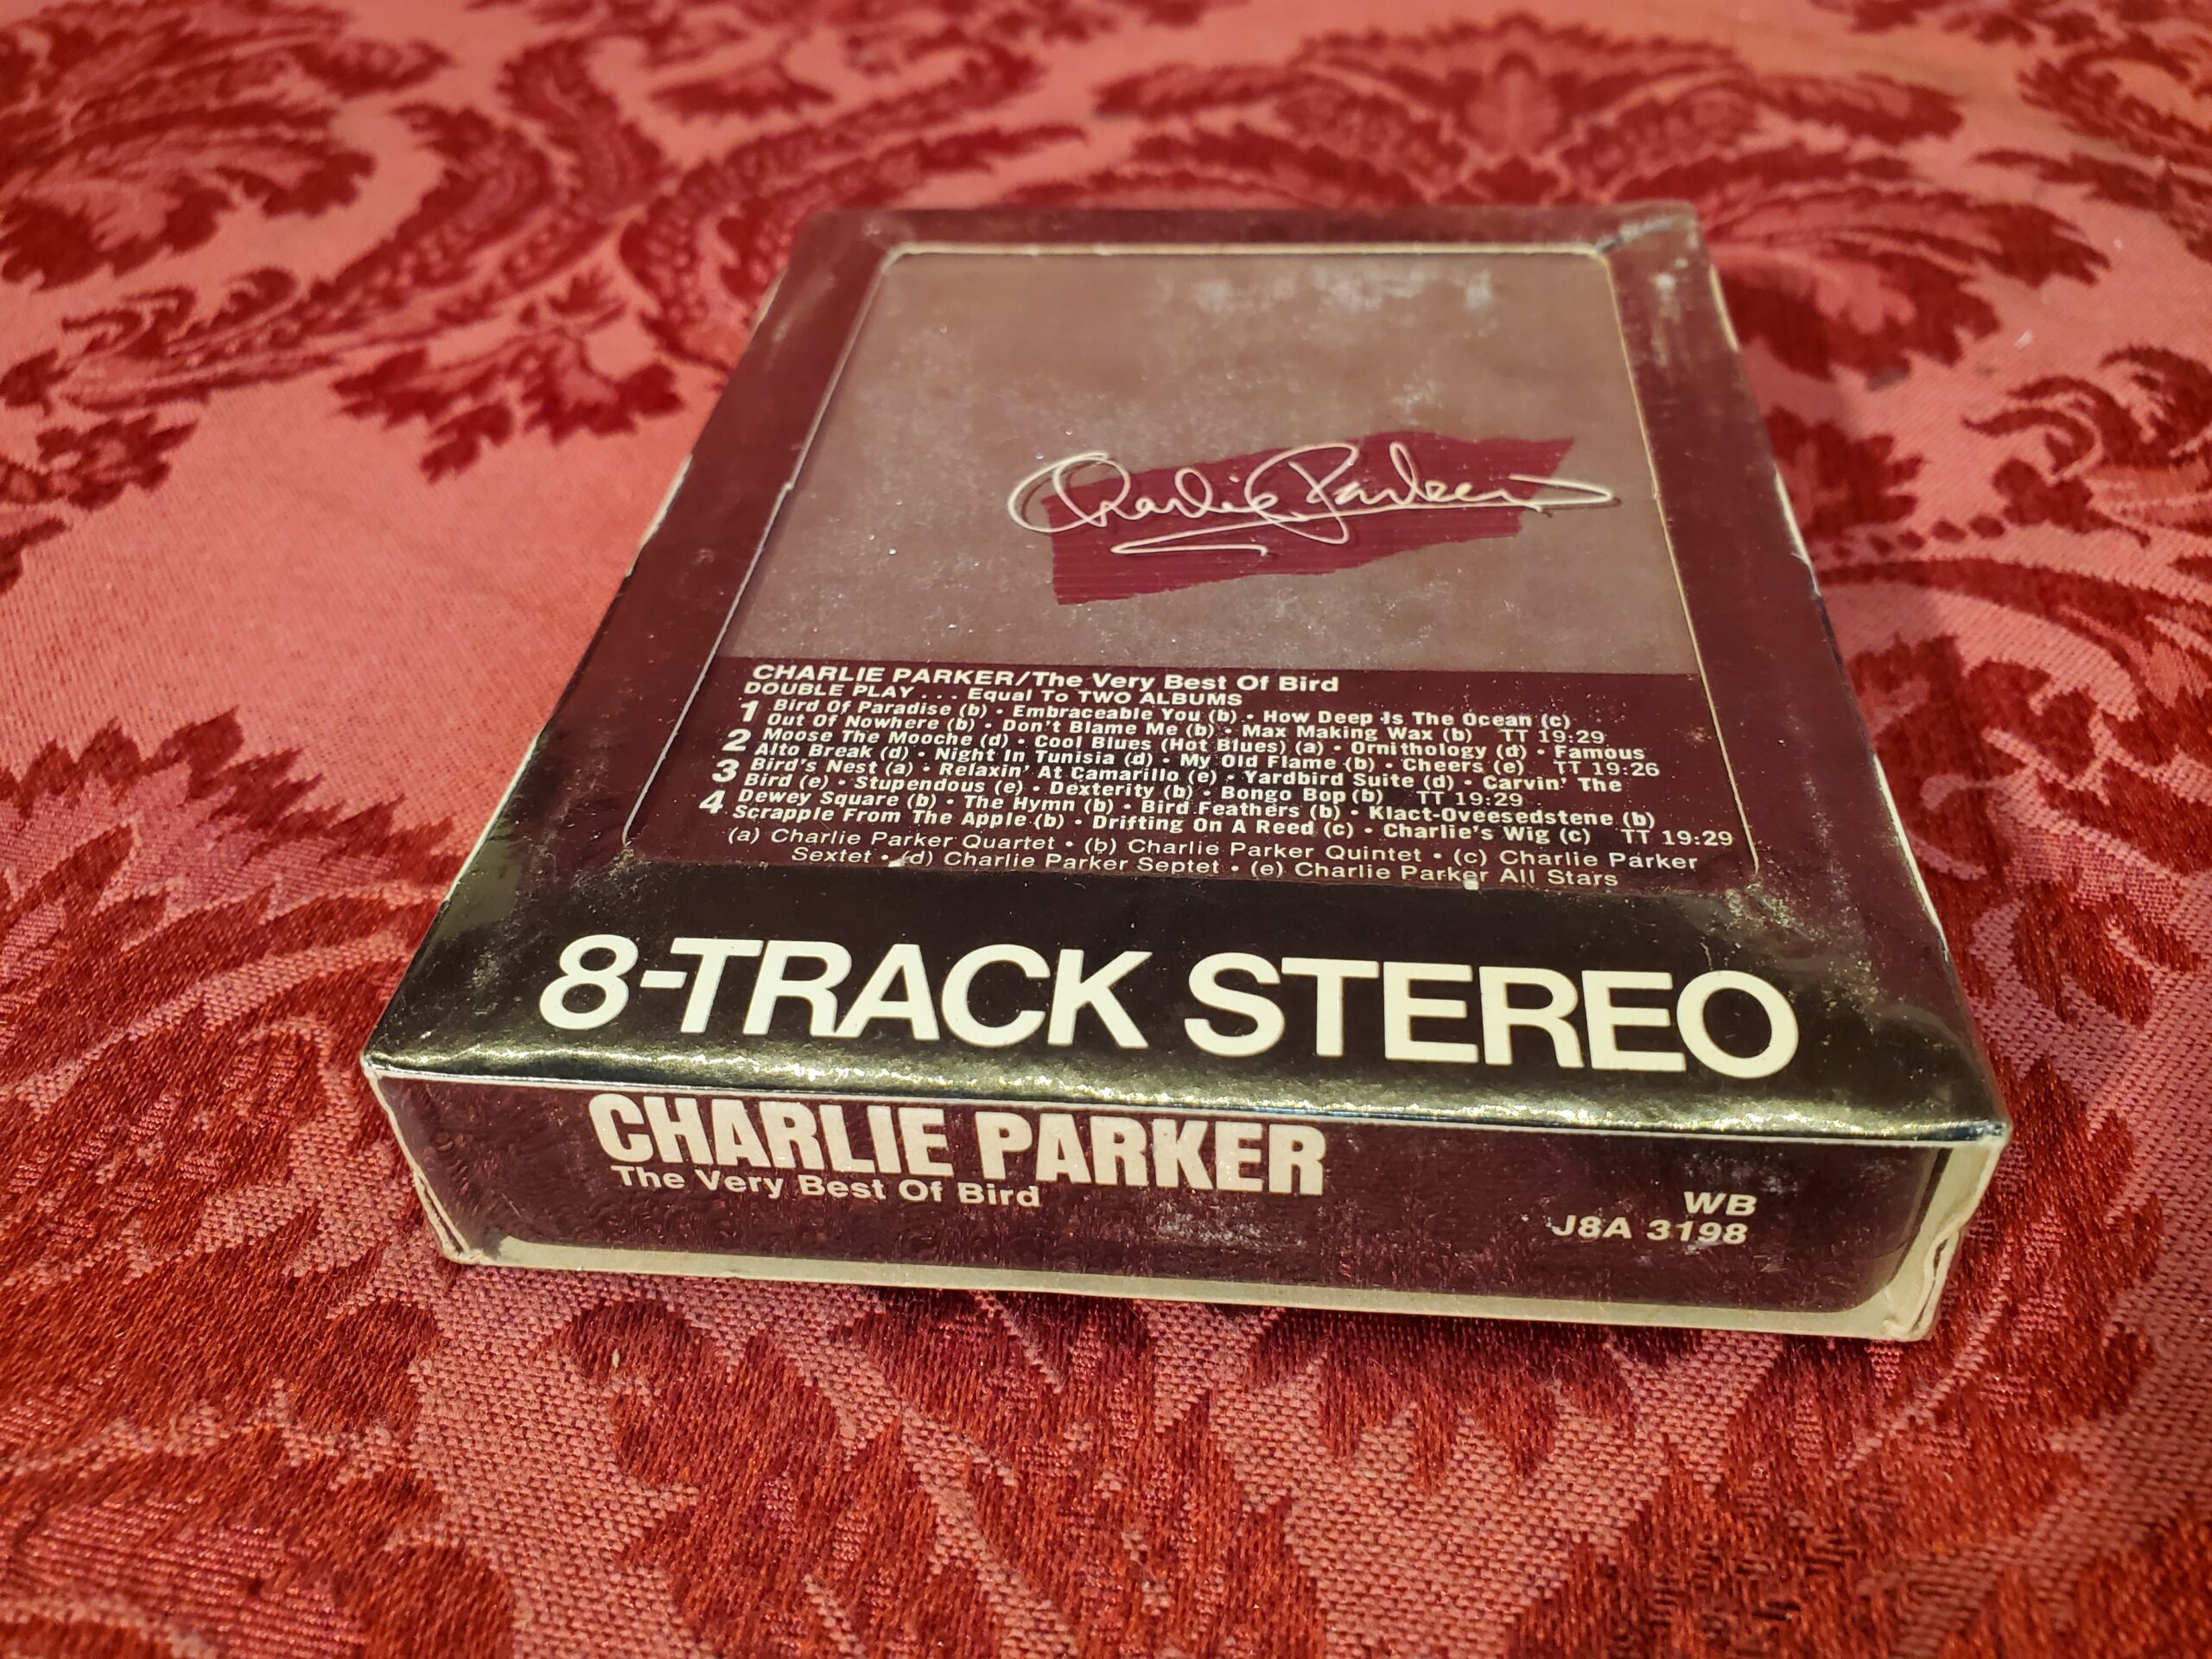 Charlie Parker
CHARLIE PARKER/The Very Best Of Bird
DOUBLE PLAY . . . Equal To TWO ALBUMS
1 Bird Of Paradise (b) • Embraceable You (b) • How Deep Is The Ocean (c)
Out Of Nowhere (b) • Don't Blame Me (b) • Max Making Wax (b) TT 19:29
2 Moose The Mooche (d) • Cool Blues (Hot Blues) (a) • Ornithology (d) • Famous
Alto Break (d) • Night In Tunisia (d) • My Old Flame (b) • Cheers (e) TT 19:26
3 Bird's Nest (a) • Relaxin' At Camarillo (e) • Yardbird Suite (d) • Carvin' The
Bird (e) • Stupendous (e) • Dexterity (b) • Bongo Bop (b) TT 19:29
4 Dewey Square (b) • The Hymn (b) • Bird Feathers (b) • Klact-Oveesedstene (b)
Scrapple From The Apple (b) • Drifting On A Reed (c) • Charlie's Wig (c) TT 19:29
(a) Charlie Parker Quartet • (b) Charlie Parker Quintet • (c) Charlie Parker
Sextet • (d) Charlie Parker Septet • (e) Charlie Parker All Stars
8-TRACK STEREO
CHARLIE PARKER
The Very Best Of Bird
WB
J8A 3198